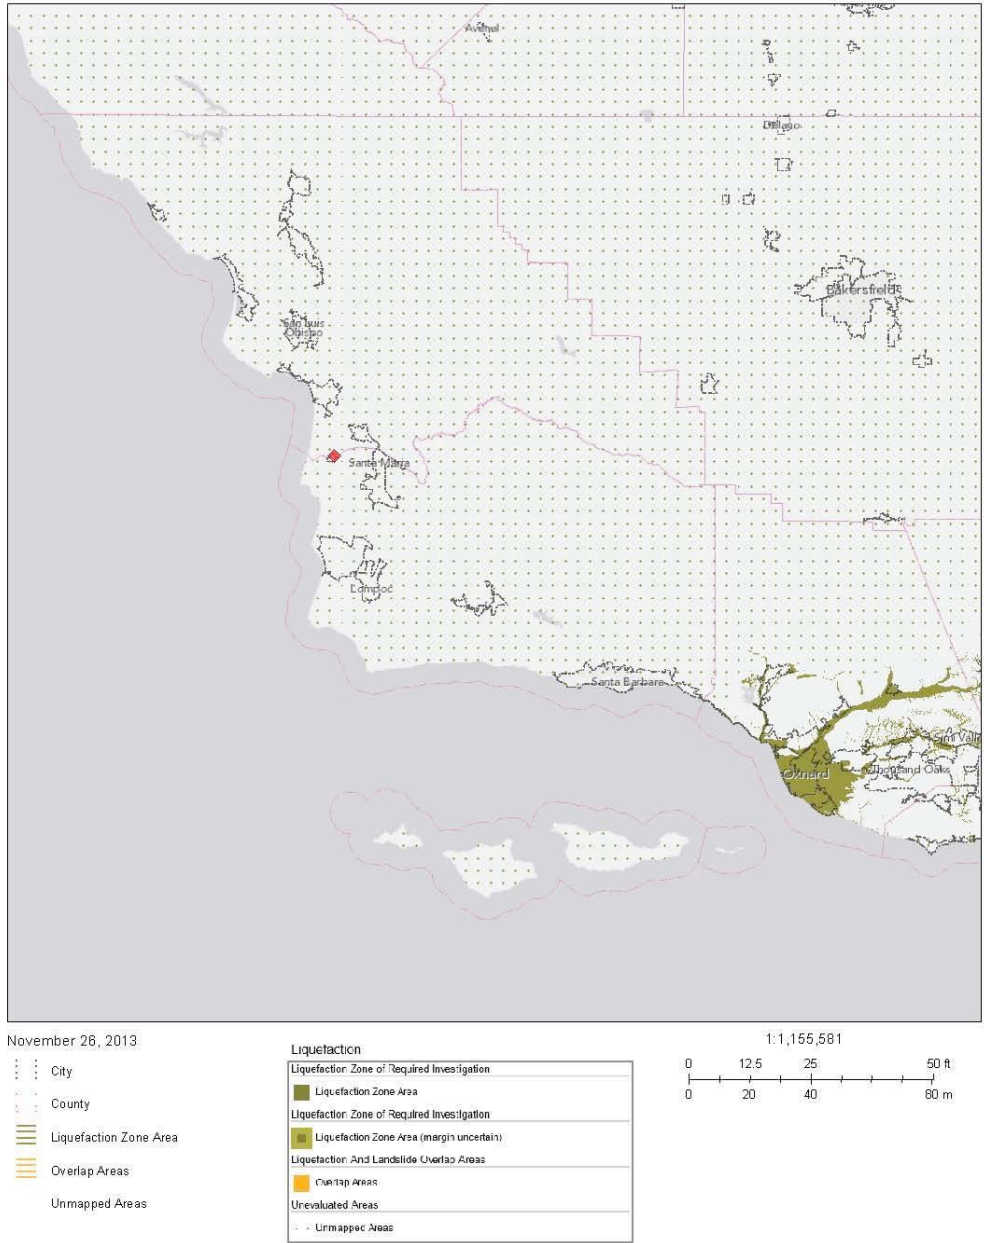 Avenal
Delano
Bakersfield
San Luis
Obispo
Santa Maria
Lompoc
Santa Barbara
Simi Valle
Thousand Oaks
Oxnard
November 26, 2013
City
County
Liquefaction Zone Area
Overlap Areas
Unmapped Areas
Liquefaction
Liquefaction Zone of Required Investigation
Liquefaction Zone Area
Liquefaction Zone of Required Investigation
Liquefaction Zone Area (margin uncertain)
Liquefaction And Landslide Overlap Areas
Overlap Areas
Unevaluated Areas
Unmapped Areas
1:1,155,581
0 12.5 25 50 ft
0 20 40 80 m